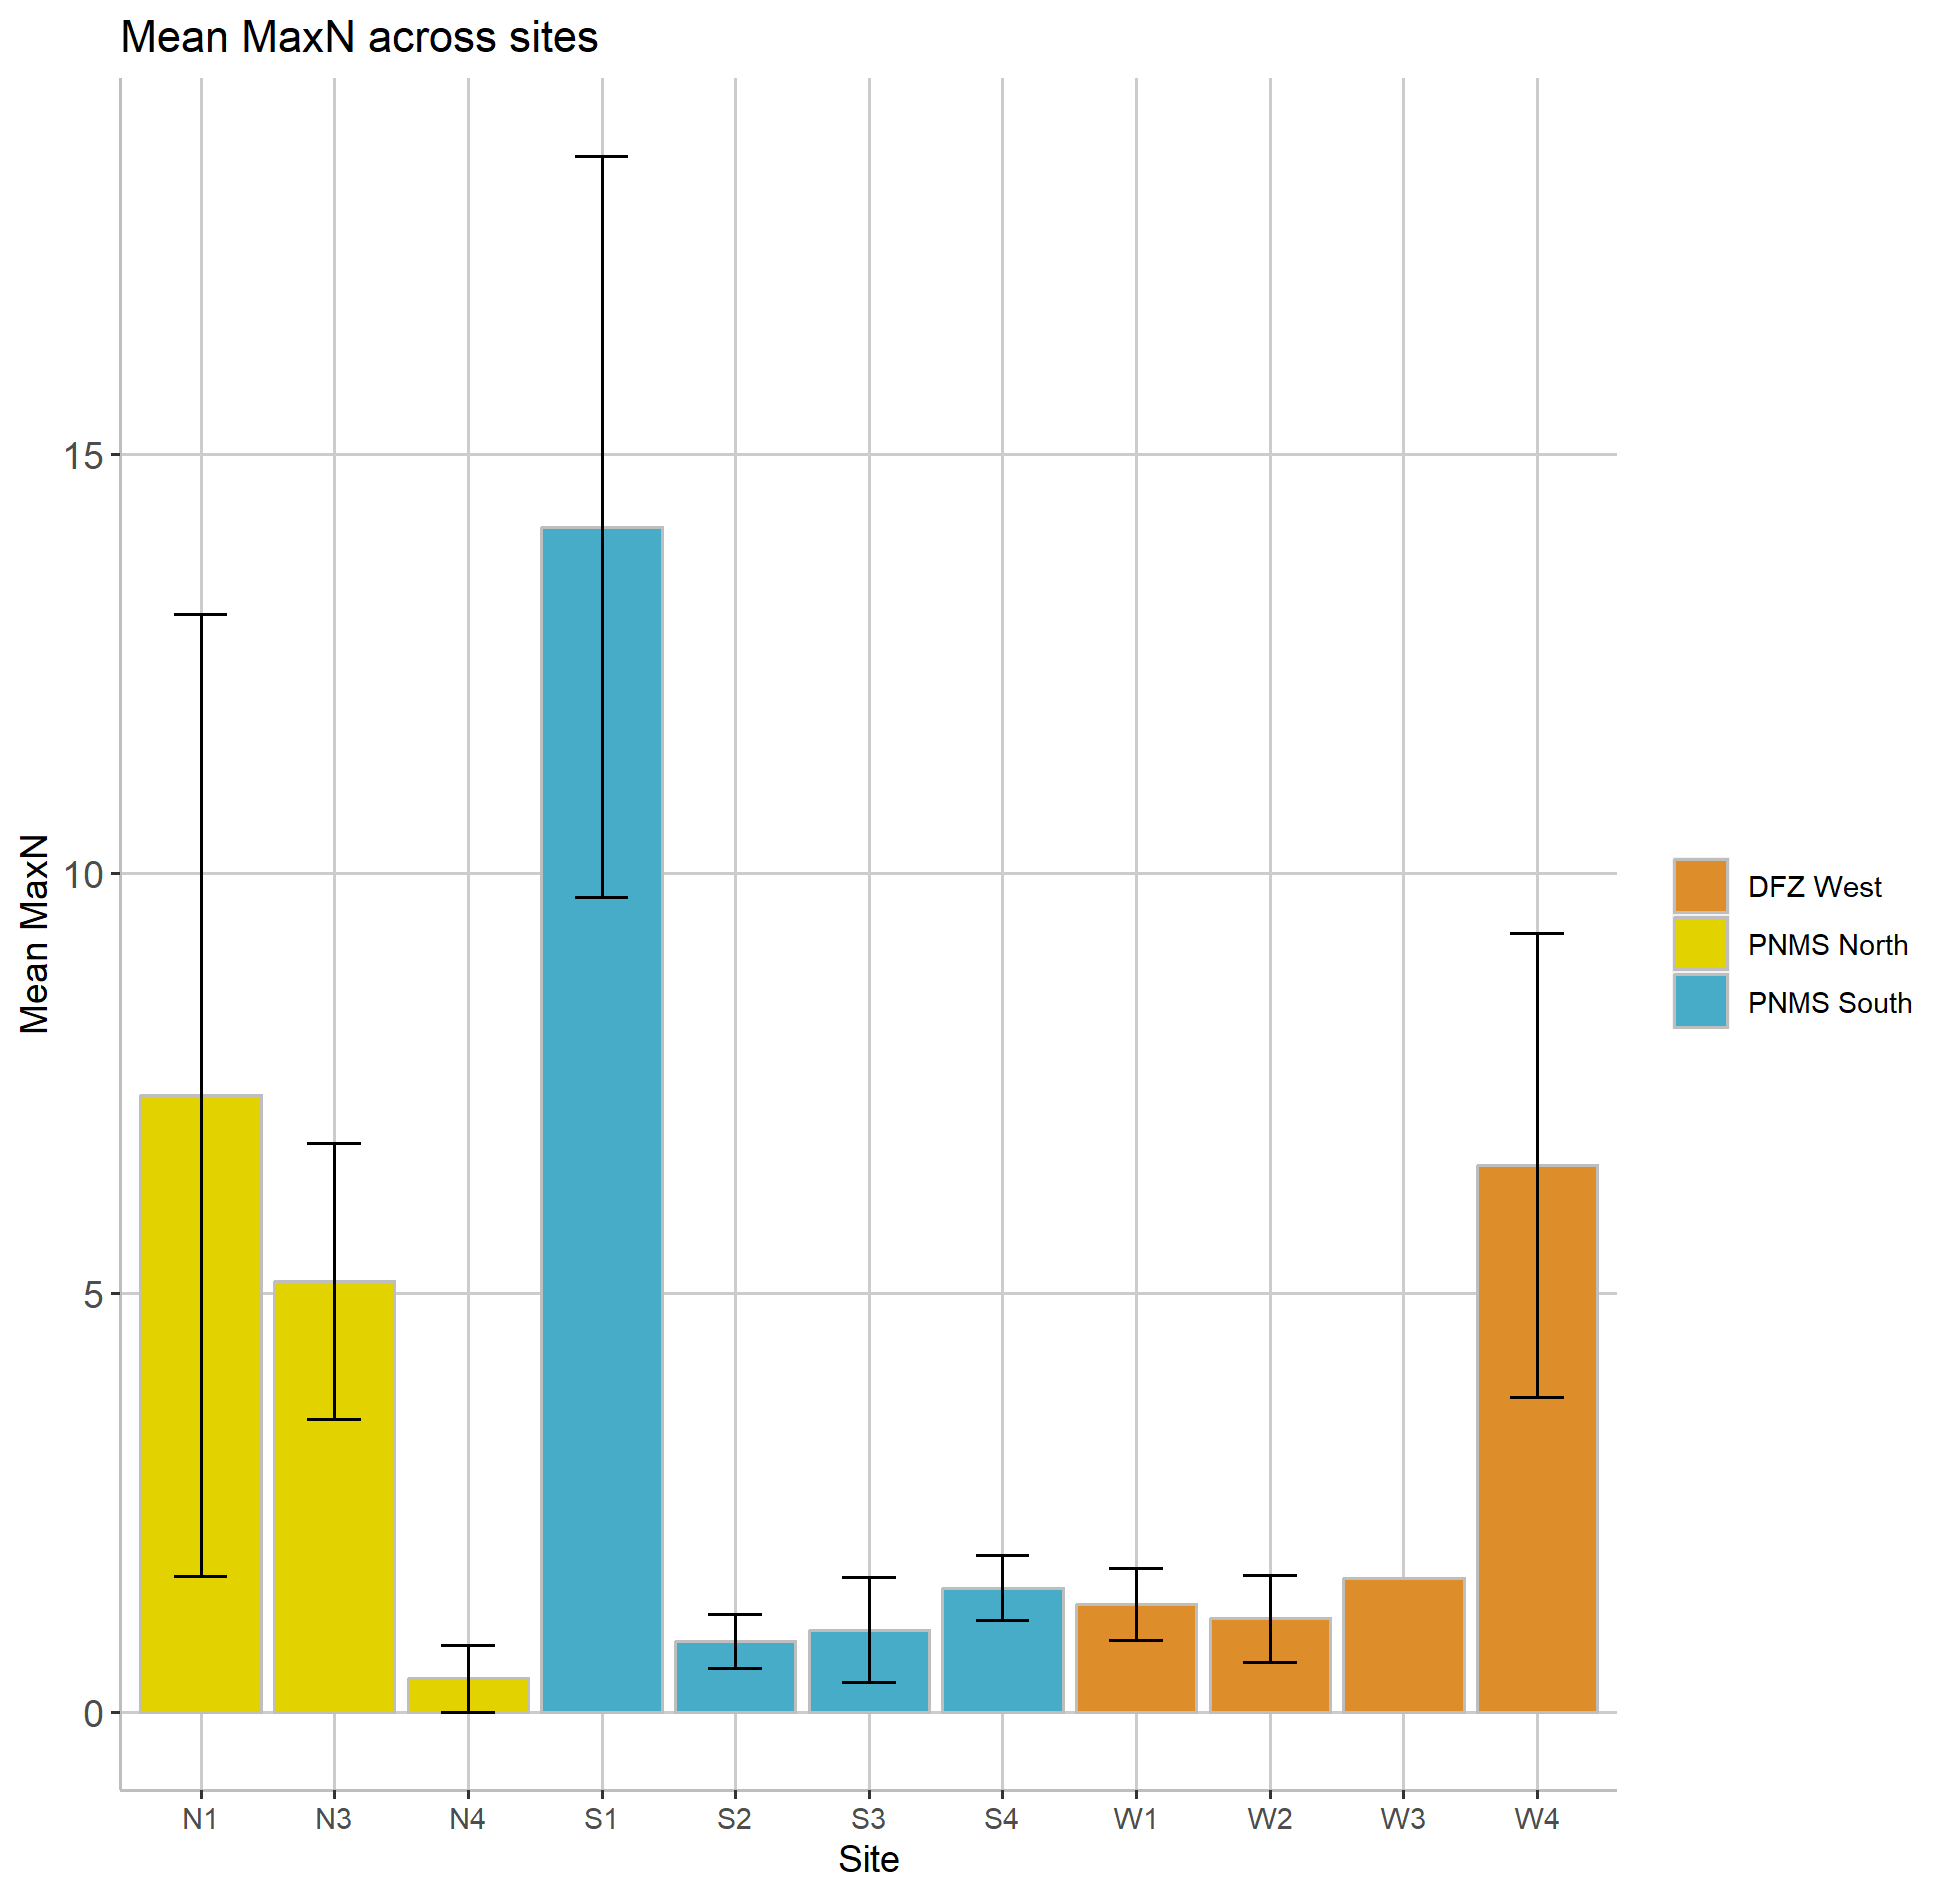 Mean MaxN across sites
Mean MaxN
15
10
5
0
N1 N3 N4 S1 S2 S3 S4 W1 W2 W3 W4
Site
DFZ West
PNMS North
PNMS South